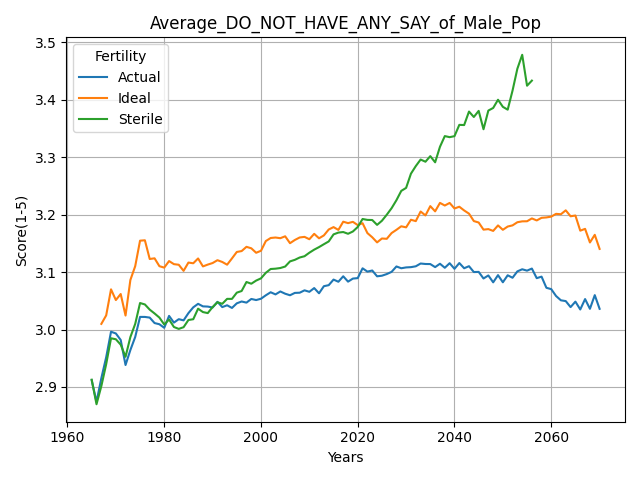 Average_DO_NOT_HAVE_ANY_SAY_of_Male_Pop
Fertility
Actual
Ideal
Sterile
Score(1-5)
3.5
3.4
3.3
3.2
3.1
3.0
2.9
1960 1980 2000 2020 2040 2060
Years